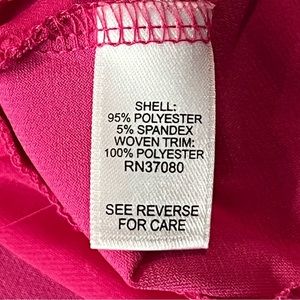 SHELL:
95% POLYESTER
5% SPANDEX
WOVEN TRIM:
100% POLYESTER
RN37080
SEE REVERSE
FOR CARE